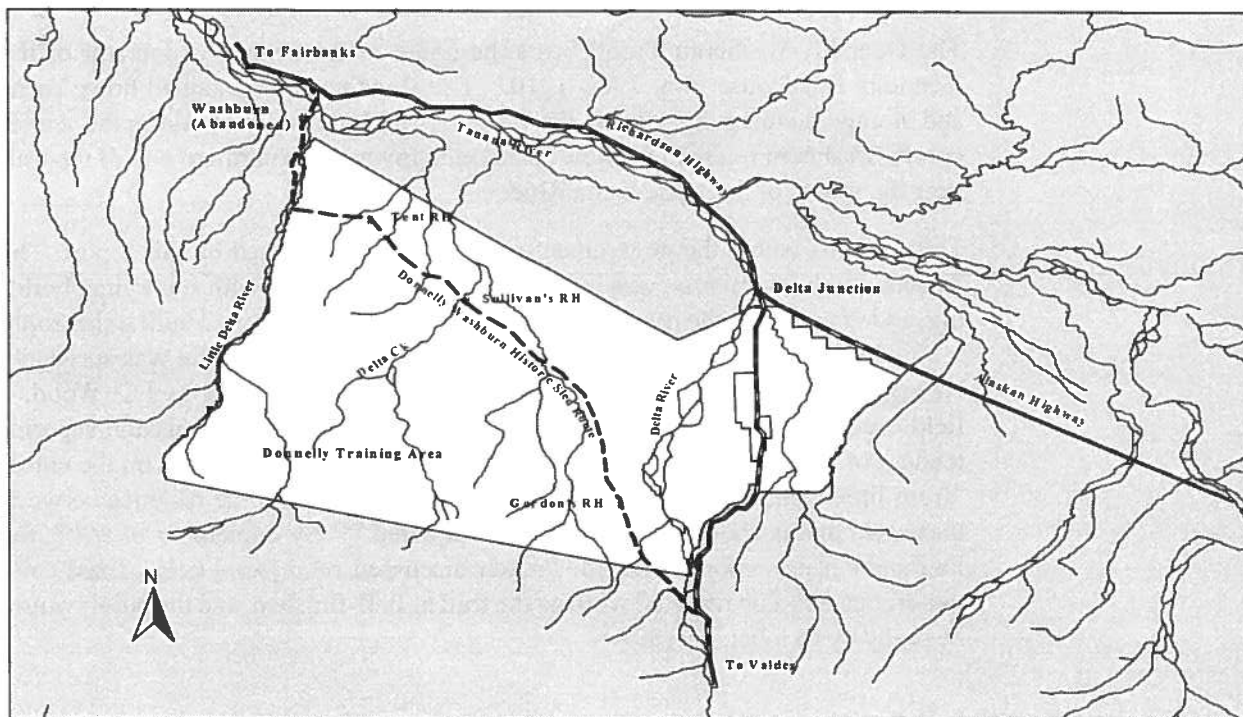 To Fairbanks
Washburn
(Abandoned)
Tanana River
Richardson Highway
Tent RH
Donnelly Washburn Historic Sled Route
Sullivan's RH
Delta Junction
Little Delta River
Delta Ck
Delta River
Alaskan Highway
Donnelly Training Area
Gordon's RH
N
To Valdez